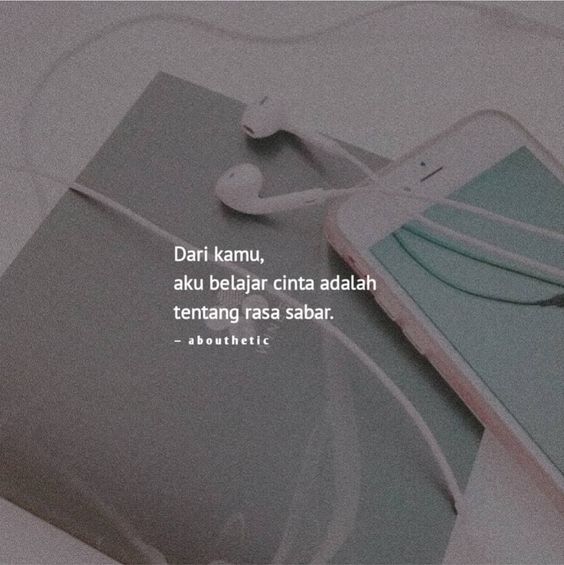 Dari kamu,
aku belajar cinta adalah
tentang rasa sabar.
– abouthetic